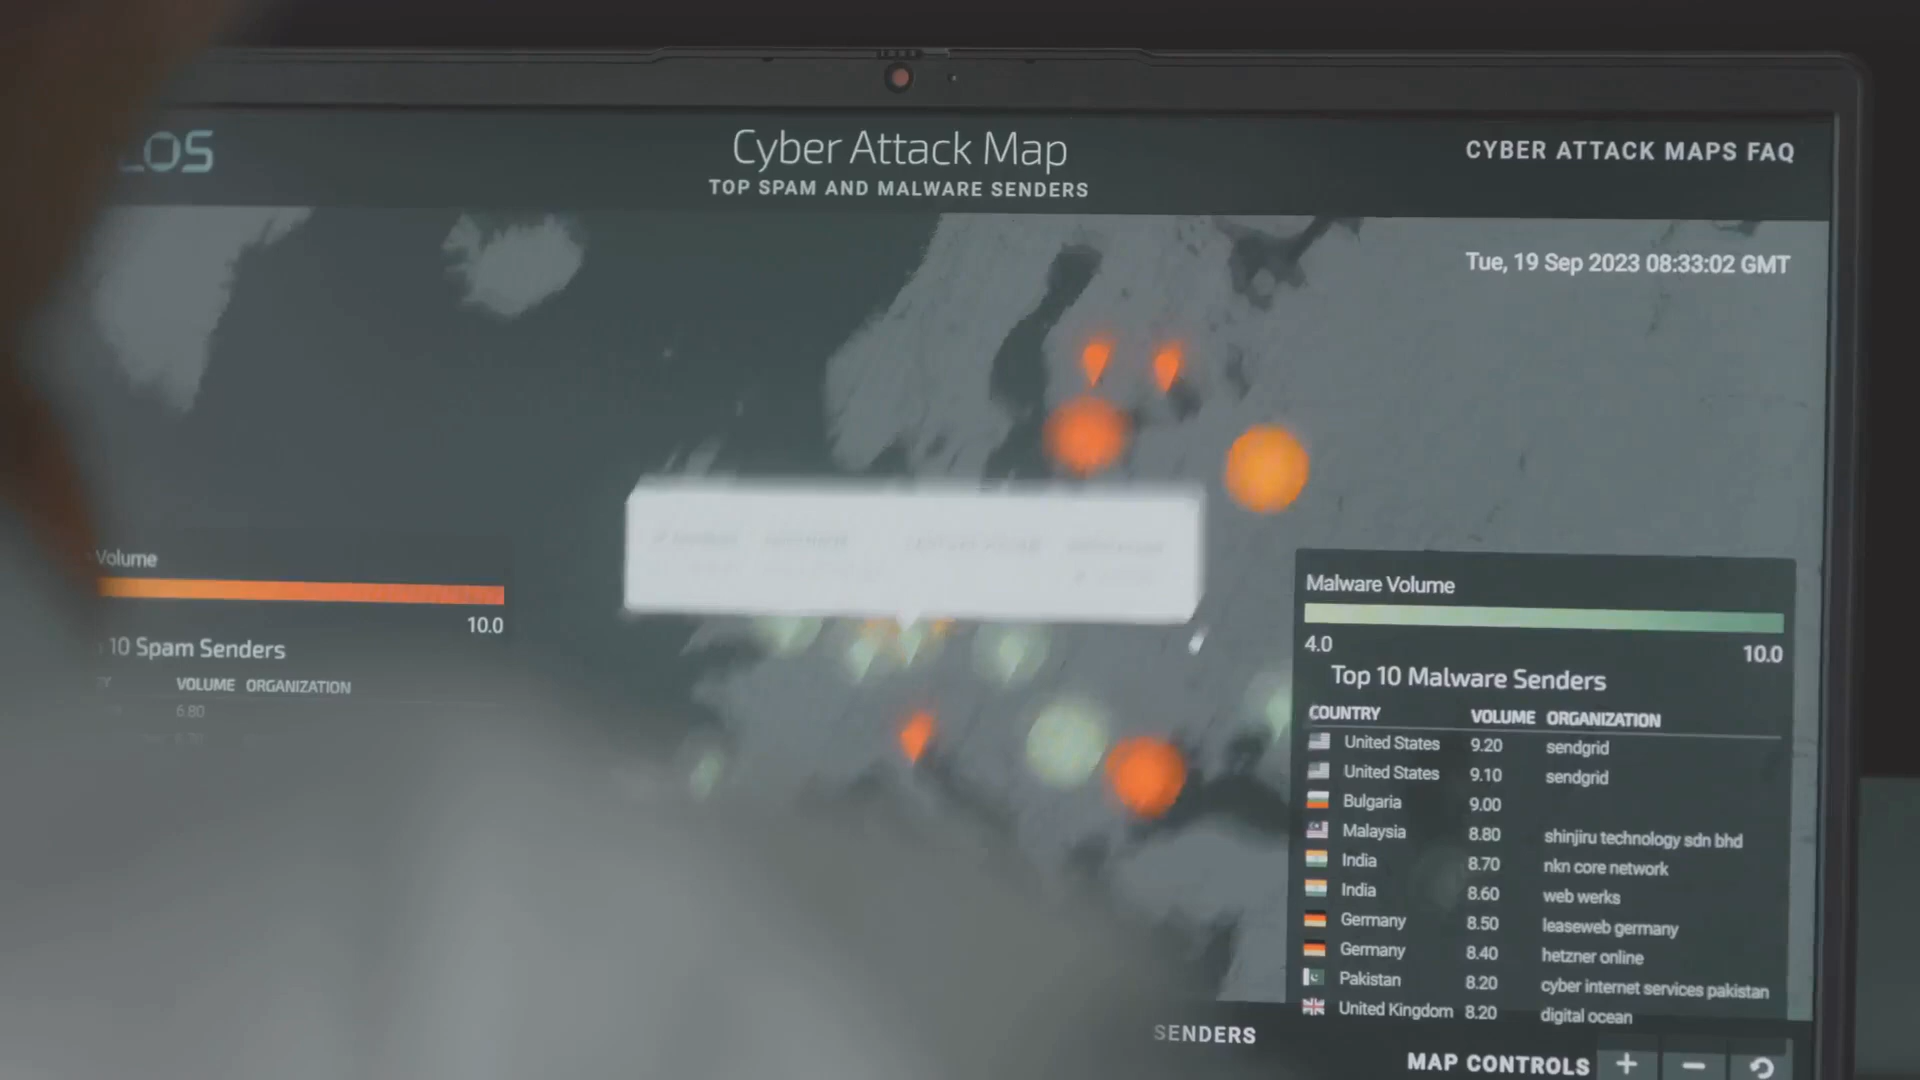 LOS
Cyber Attack Map
TOP SPAM AND MALWARE SENDERS
CYBER ATTACK MAPS FAQ
Tue, 19 Sep 2023 08:33:02 GMT
Volume
10.0
10 Spam Senders
VOLUME ORGANIZATION
6.80
Malware Volume
4.0 10.0
Top 10 Malware Senders
COUNTRY VOLUME ORGANIZATION
United States 9.20 sendgrid
United States 9.10 sendgrid
Bulgaria 9.00
Malaysia 8.80 shinjiru technology sdn bhd
India 8.70 nkn core network
India 8.60 web werks
Germany 8.50 leaseweb germany
Germany 8.40 hetzner online
Pakistan 8.20 cyber internet services pakistan
United Kingdom 8.20 digital ocean
SENDERS
MAP CONTROLS + −